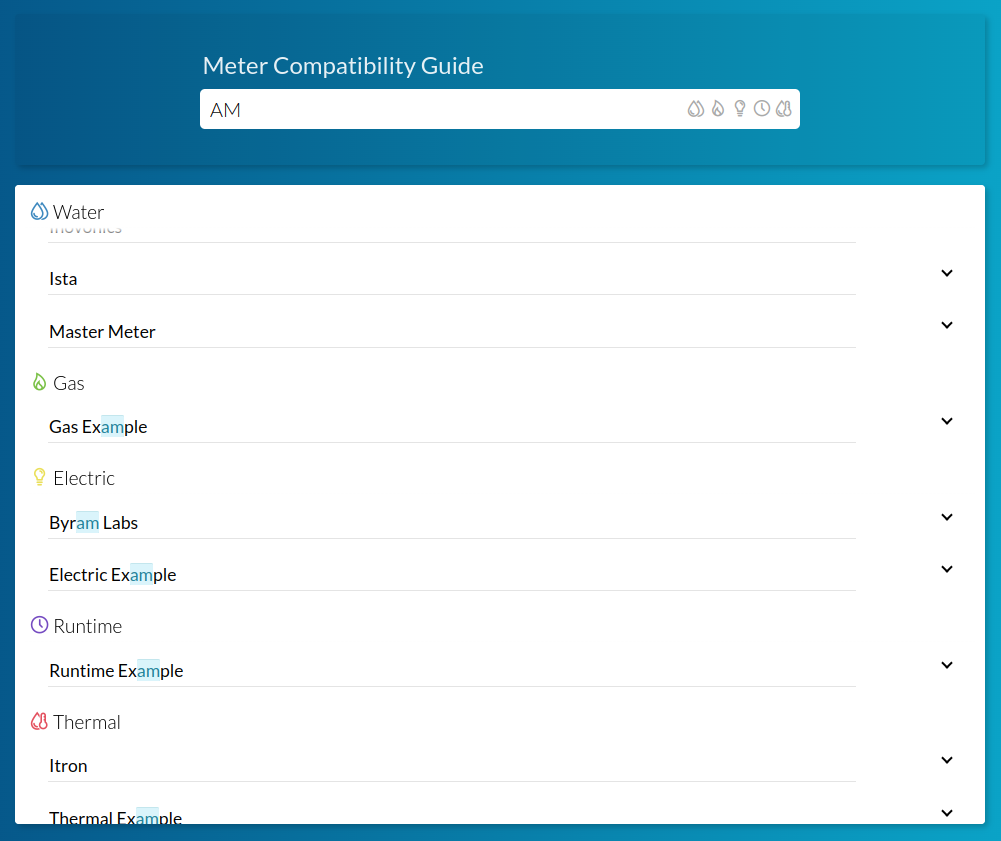 Meter Compatibility Guide
AM
Water
Inovonics
Ista
Master Meter
Gas
Gas Example
Electric
Byram Labs
Electric Example
Runtime
Runtime Example
Thermal
Itron
Thermal Example